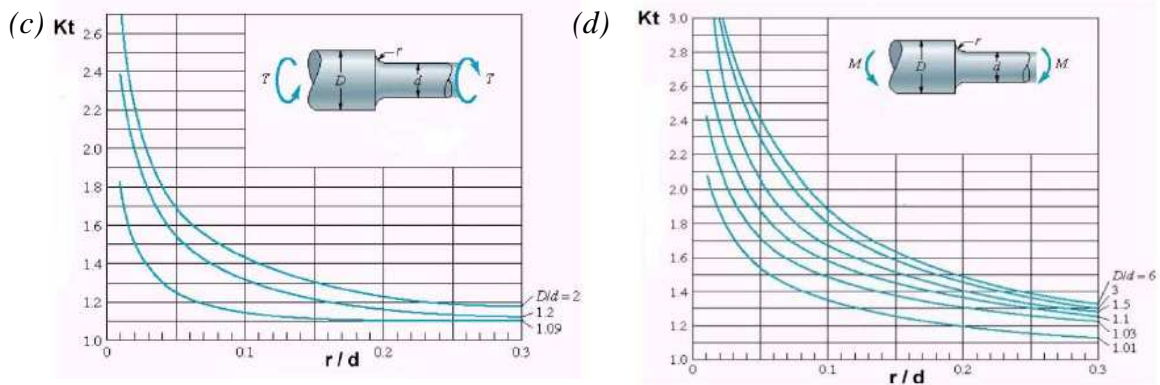 (c) Kt
2.6
2.4
2.2
2.0
1.8
1.6
1.4
1.2
1.0
0
0.1
0.2
0.3
r / d
T
D
r
d
T
D/d = 2
1.2
1.09
(d) Kt
3.0
2.8
2.6
2.4
2.2
2.0
1.8
1.6
1.4
1.2
1.0
0
0.1
0.2
0.3
r / d
M
D
r
d
M
D/d = 6
3
1.5
1.1
1.03
1.01